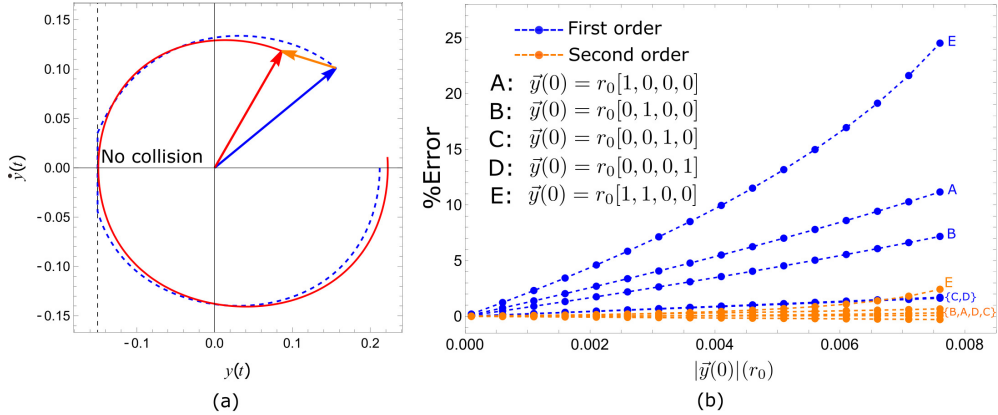 0.15
0.10
0.05
0.00
-0.05
-0.10
-0.15
ẏ(t)
No collision
-0.1
0.0
0.1
0.2
y(t)
(a)
25
20
15
10
5
0
%Error
First order
Second order
A: y⃗(0) = r₀[1, 0, 0, 0]
B: y⃗(0) = r₀[0, 1, 0, 0]
C: y⃗(0) = r₀[0, 0, 1, 0]
D: y⃗(0) = r₀[0, 0, 0, 1]
E: y⃗(0) = r₀[1, 1, 0, 0]
E
A
B
E
{C,D}
{B,A,D,C}
0.000
0.002
0.004
0.006
0.008
|y⃗(0)|(r₀)
(b)